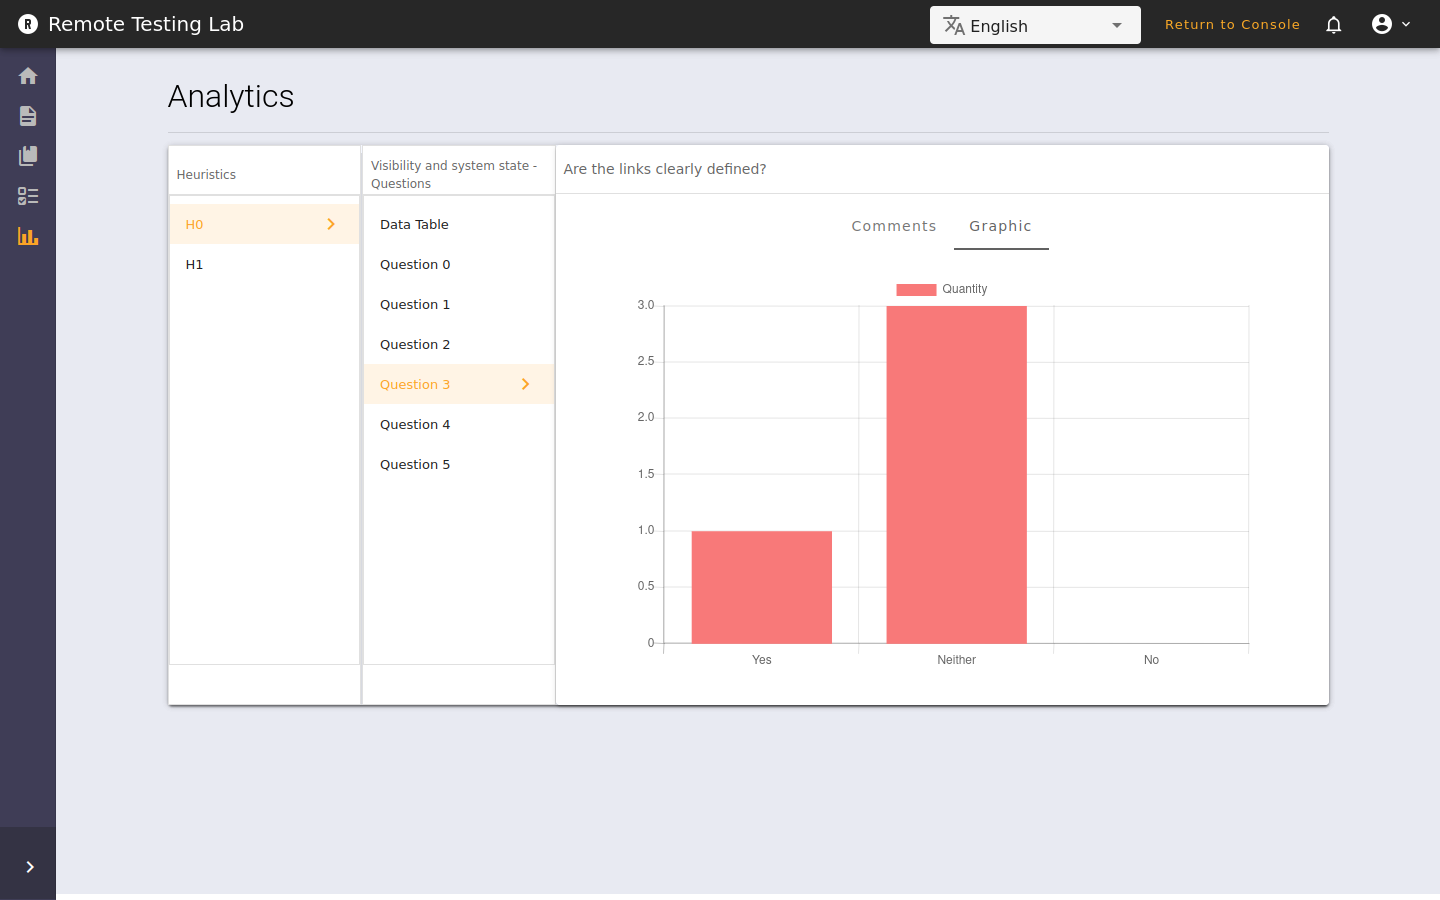 R Remote Testing Lab
English
Return to Console
Analytics
Heuristics
H0
H1
Visibility and system state -
Questions
Data Table
Question 0
Question 1
Question 2
Question 3
Question 4
Question 5
Are the links clearly defined?
Comments Graphic
Quantity
3.0
2.5
2.0
1.5
1.0
0.5
0
Yes Neither No